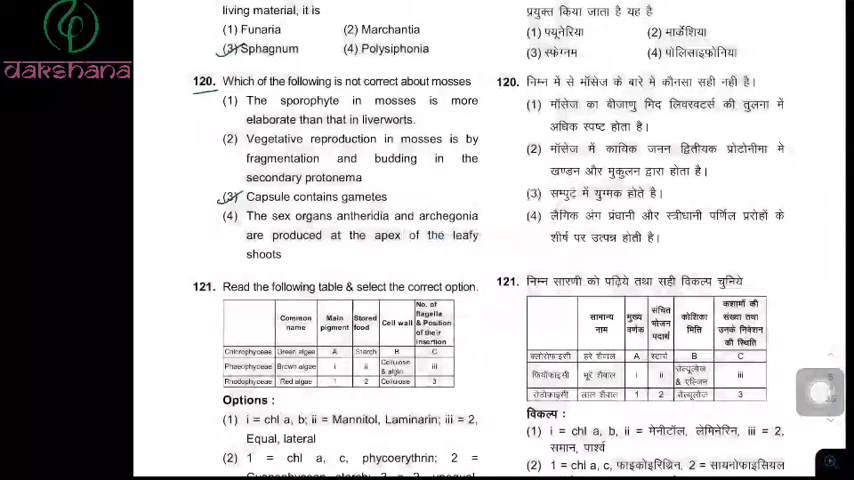 living material, it is
(1) Funaria (2) Marchantia
(3) Sphagnum (4) Polysiphonia
120. Which of the following is not correct about mosses
(1) The sporophyte in mosses is more
elaborate than that in liverworts.
(2) Vegetative reproduction in mosses is by
fragmentation and budding in the
secondary protonema
(3) Capsule contains gametes
(4) The sex organs antheridia and archegonia
are produced at the apex of the leafy
shoots
121. Read the following table & select the correct option.
Common name Main pigment Stored food Cell wall No. of flagella & Position of their insertion
Chlorophyceae Green algae A Starch B C
Phaeophyceae Brown algae i ii Cellulose & algin iii
Rhodophyceae Red algae 1 2 Cellulose 3
Options :
(1) i = chl a, b; ii = Mannitol, Laminarin; iii = 2,
Equal, lateral
(2) 1 = chl a, c, phycoerythrin; 2 =
dakshana
प्रयुक्त किया जाता है यह है
(1) फ्यूनेरिया (2) मार्केशिया
(3) स्फेग्नम (4) पोलिसाइफोनिया
120. निम्न में से मॉसेज के बारे मे कौनसा सही नही है।
(1) मॉसेज का बीजाणु भिद लिवरवर्टस की तुलना में
अधिक स्पष्ट होता है।
(2) मॉसेज में कायिक जनन द्वितीयक प्रोटोनीमा मे
खण्डन और मुकुलन द्वारा होता है।
(3) सम्पुट में युग्मक होते है।
(4) लैगिक अंग प्रंधानी और स्त्रीधानी पर्णिल प्ररोहों के
शीर्ष पर उत्पन्न होती है।
121. निम्न सारणी को पढ़िये तथा सही विकल्प चुनिये
सामान्य नाम मुख्य वर्णक संचित भोजन पदार्थ कोशिका भित्ति कशाभों की संख्या तथा उनके निवेशन की स्थिति
क्लोरोफाइसी हरे शैवाल A स्टार्च B C
फियोफाइसी भूरे शैवाल i ii सेल्यूलोज & एल्जिन iii
रोडोफाइसी लाल शैवाल 1 2 सेल्यूलोज 3
विकल्प :
(1) i = chl a, b, ii = मेनीटॉल, लेमिनेरिन, iii = 2,
समान, पार्श्व
(2) 1 = chl a, c, फाइकोइरिथ्रिन, 2 = सायनोफाइसियल